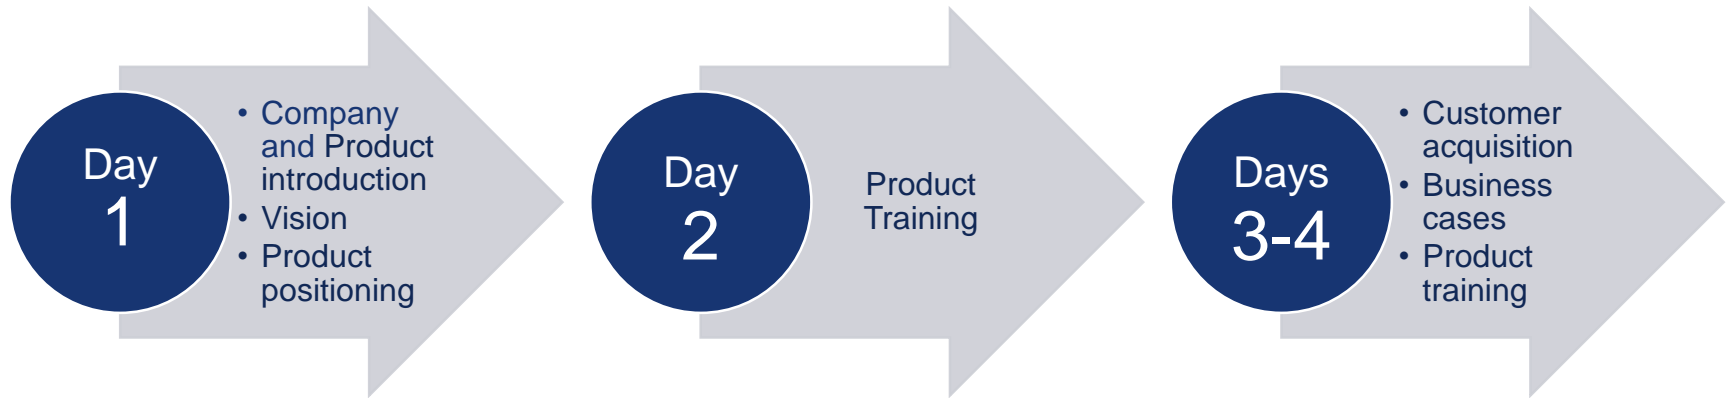 Day
1
• Company
and Product
introduction
• Vision
• Product
positioning
Day
2
Product
Training
Days
3-4
• Customer
acquisition
• Business
cases
• Product
training